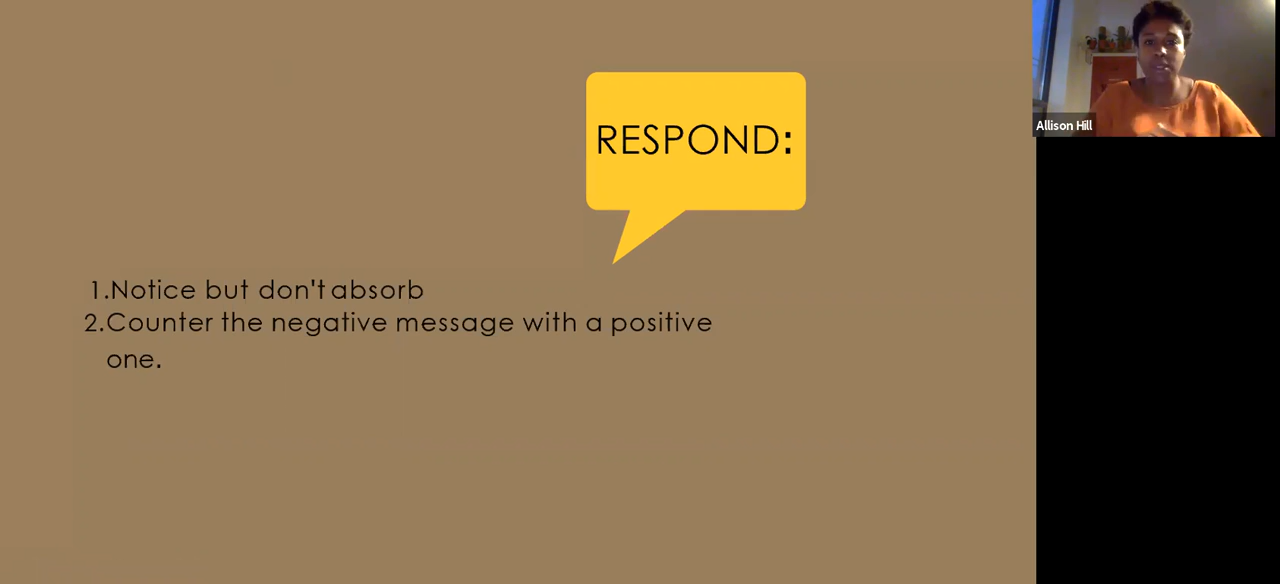 RESPOND:
1.Notice but don't absorb
2.Counter the negative message with a positive
one.
Allison Hill